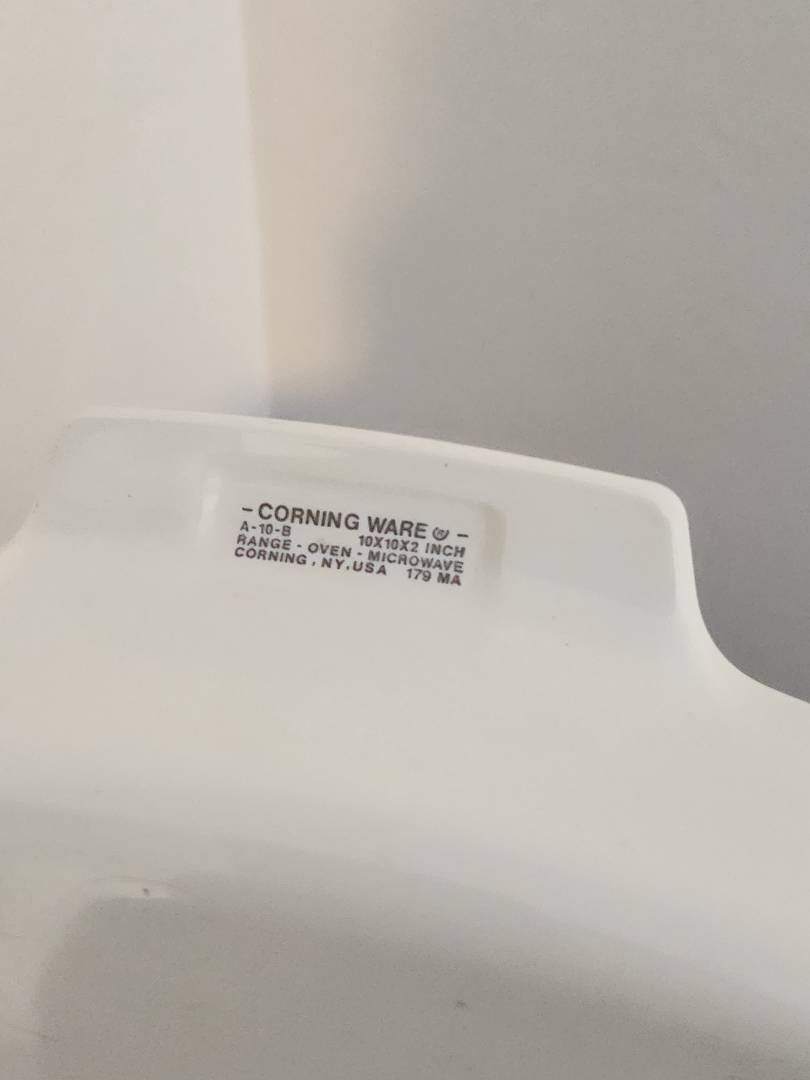 - CORNING WARE ® -
A-10-B 10X10X2 INCH
RANGE - OVEN - MICROWAVE
CORNING, NY, USA 179 MA